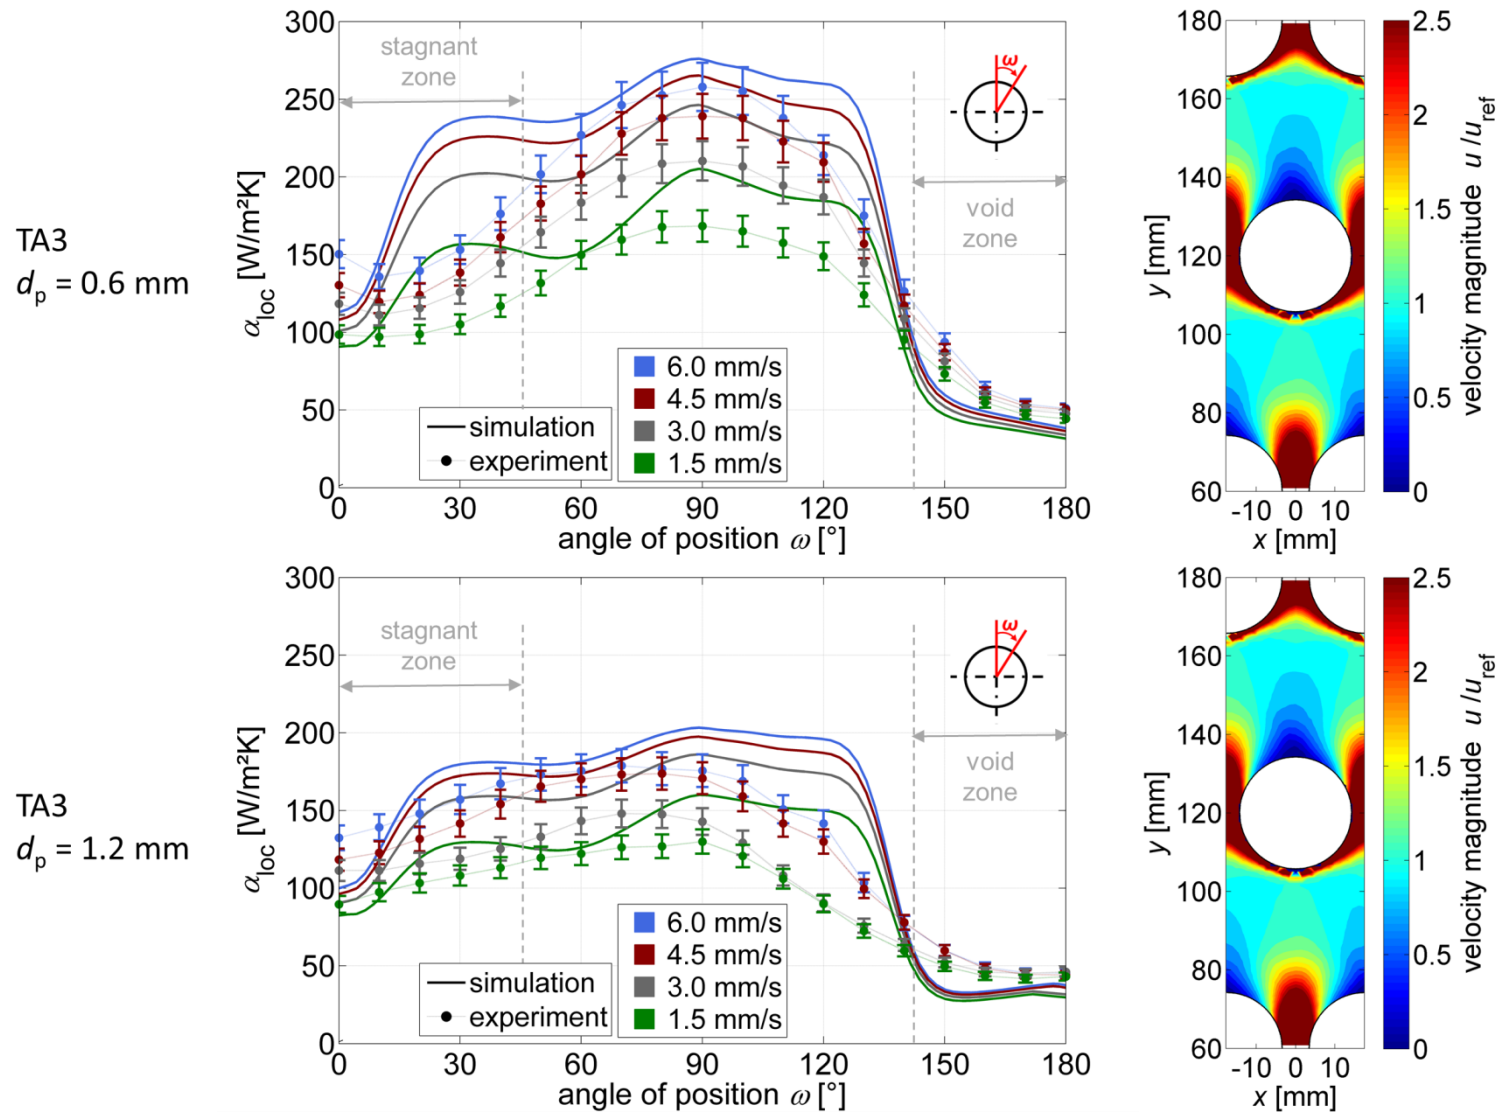 TA3
dp = 0.6 mm
300
250
200
150
100
50
0
αloc [W/m²K]
stagnant
zone
void
zone
ω
simulation
experiment
6.0 mm/s
4.5 mm/s
3.0 mm/s
1.5 mm/s
0 30 60 90 120 150 180
angle of position ω [°]
180
160
140
120
100
80
60
y [mm]
-10 0 10
x [mm]
2.5
2
1.5
1
0.5
0
velocity magnitude u/uref
TA3
dp = 1.2 mm
300
250
200
150
100
50
0
αloc [W/m²K]
stagnant
zone
void
zone
ω
simulation
experiment
6.0 mm/s
4.5 mm/s
3.0 mm/s
1.5 mm/s
0 30 60 90 120 150 180
angle of position ω [°]
180
160
140
120
100
80
60
y [mm]
-10 0 10
x [mm]
2.5
2
1.5
1
0.5
0
velocity magnitude u/uref